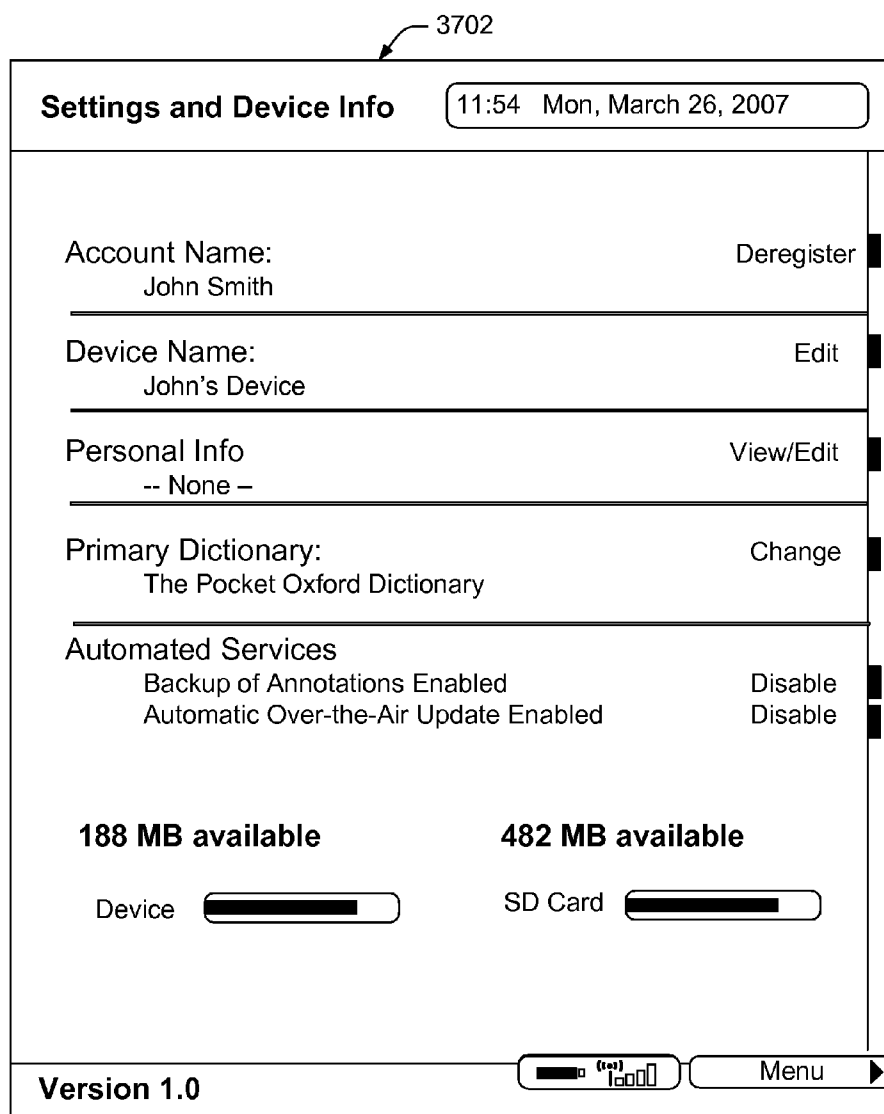 3702
Settings and Device Info 11:54 Mon, March 26, 2007
Account Name: Deregister
John Smith
Device Name: Edit
John's Device
Personal Info View/Edit
-- None –
Primary Dictionary: Change
The Pocket Oxford Dictionary
Automated Services
Backup of Annotations Enabled Disable
Automatic Over-the-Air Update Enabled Disable
188 MB available 482 MB available
Device SD Card
Version 1.0 Menu